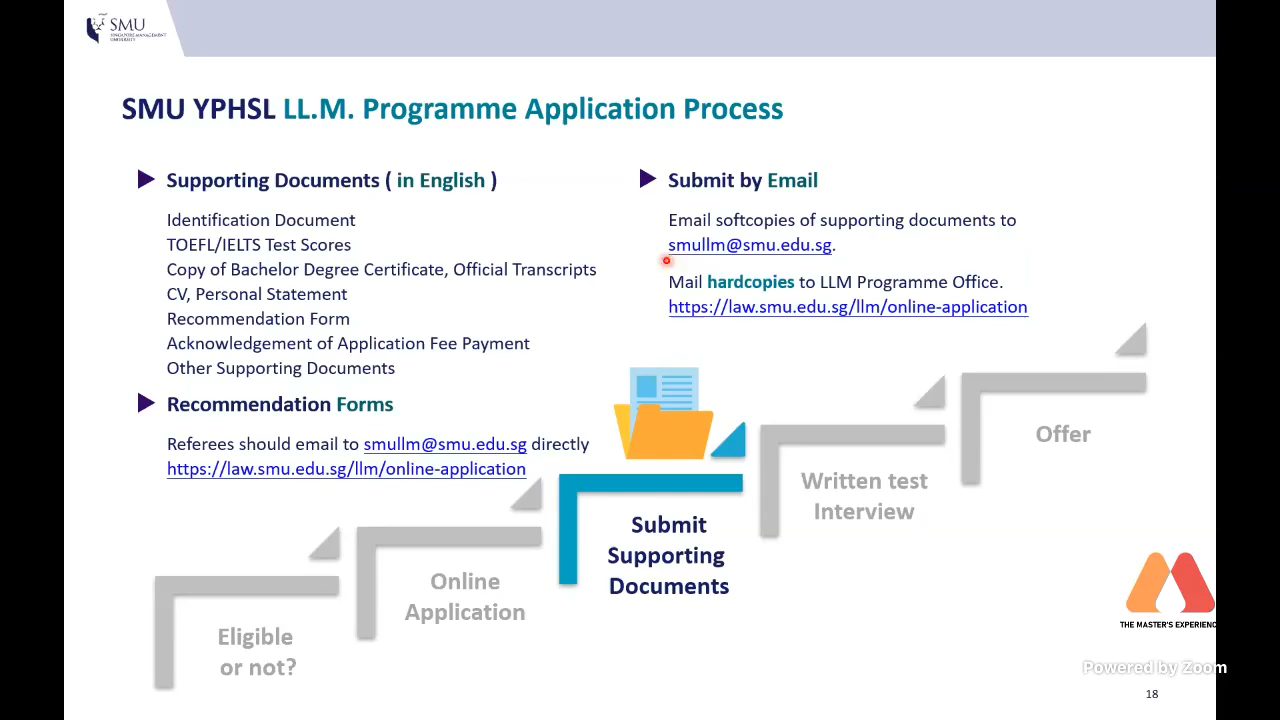 SMU
SINGAPORE MANAGEMENT
UNIVERSITY
SMU YPHSL LL.M. Programme Application Process
Supporting Documents ( in English )
Identification Document
TOEFL/IELTS Test Scores
Copy of Bachelor Degree Certificate, Official Transcripts
CV, Personal Statement
Recommendation Form
Acknowledgement of Application Fee Payment
Other Supporting Documents
Recommendation Forms
Referees should email to smullm@smu.edu.sg directly
https://law.smu.edu.sg/llm/online-application
Submit by Email
Email softcopies of supporting documents to
smullm@smu.edu.sg.
Mail hardcopies to LLM Programme Office.
https://law.smu.edu.sg/llm/online-application
Eligible
or not?
Online
Application
Submit
Supporting
Documents
Written test
Interview
Offer
THE MASTER'S EXPERIENC
Powered by Zoom
18